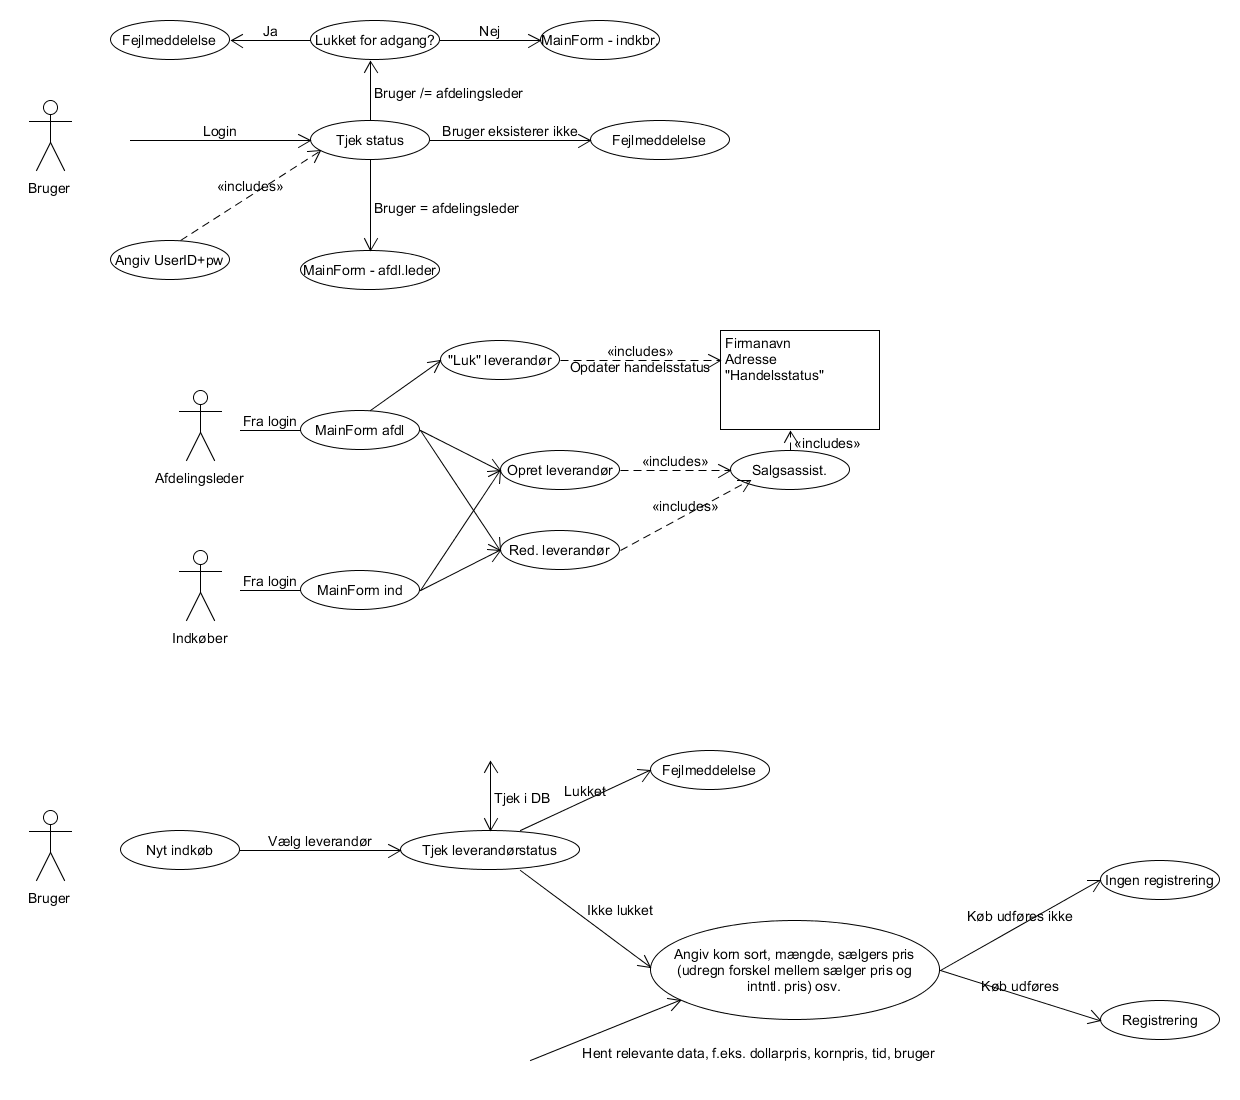 Fejlmeddelelse
Ja
Lukket for adgang?
Nej
MainForm - indkbr.
Bruger /= afdelingsleder
Bruger
Login
Tjek status
Bruger eksisterer ikke
Fejlmeddelelse
«includes»
Bruger = afdelingsleder
Angiv UserID+pw
MainForm - afdl.leder
"Luk" leverandør
«includes»
Opdater handelsstatus
Firmanavn
Adresse
"Handelsstatus"
Afdelingsleder
Fra login
MainForm afdl
«includes»
Opret leverandør
«includes»
Salgsassist.
«includes»
Red. leverandør
Indkøber
Fra login
MainForm ind
Fejlmeddelelse
Tjek i DB
Lukket
Bruger
Nyt indkøb
Vælg leverandør
Tjek leverandørstatus
Ikke lukket
Ingen registrering
Køb udføres ikke
Angiv korn sort, mængde, sælgers pris
(udregn forskel mellem sælger pris og
intntl. pris) osv.
Køb udføres
Registrering
Hent relevante data, f.eks. dollarpris, kornpris, tid, bruger